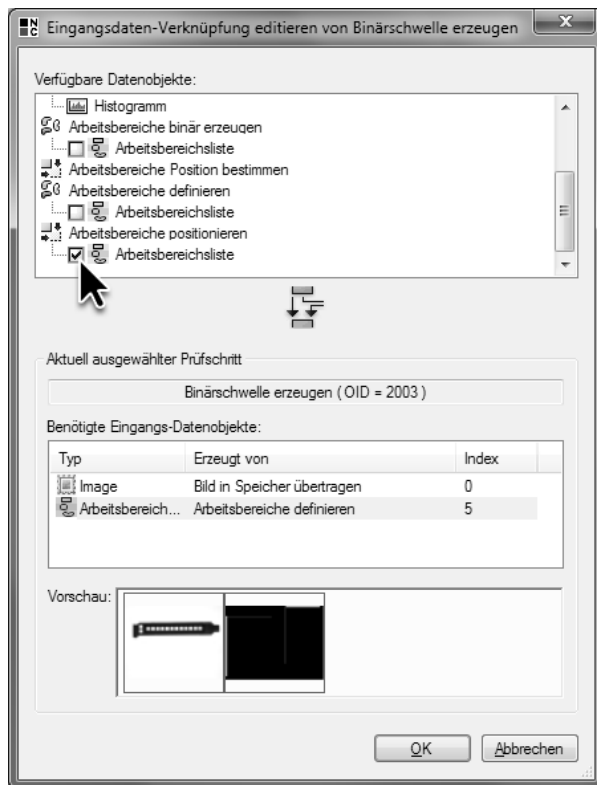 Eingangsdaten-Verknüpfung editieren von Binärschwelle erzeugen
Verfügbare Datenobjekte:
Histogramm
Arbeitsbereiche binär erzeugen
Arbeitsbereichsliste
Arbeitsbereiche Position bestimmen
Arbeitsbereiche definieren
Arbeitsbereichsliste
Arbeitsbereiche positionieren
Arbeitsbereichsliste
Aktuell ausgewählter Prüfschritt
Binärschwelle erzeugen ( OID = 2003 )
Benötigte Eingangs-Datenobjekte:
Typ Erzeugt von Index
Image Bild in Speicher übertragen 0
Arbeitsbereich... Arbeitsbereiche definieren 5
Vorschau:
OK Abbrechen